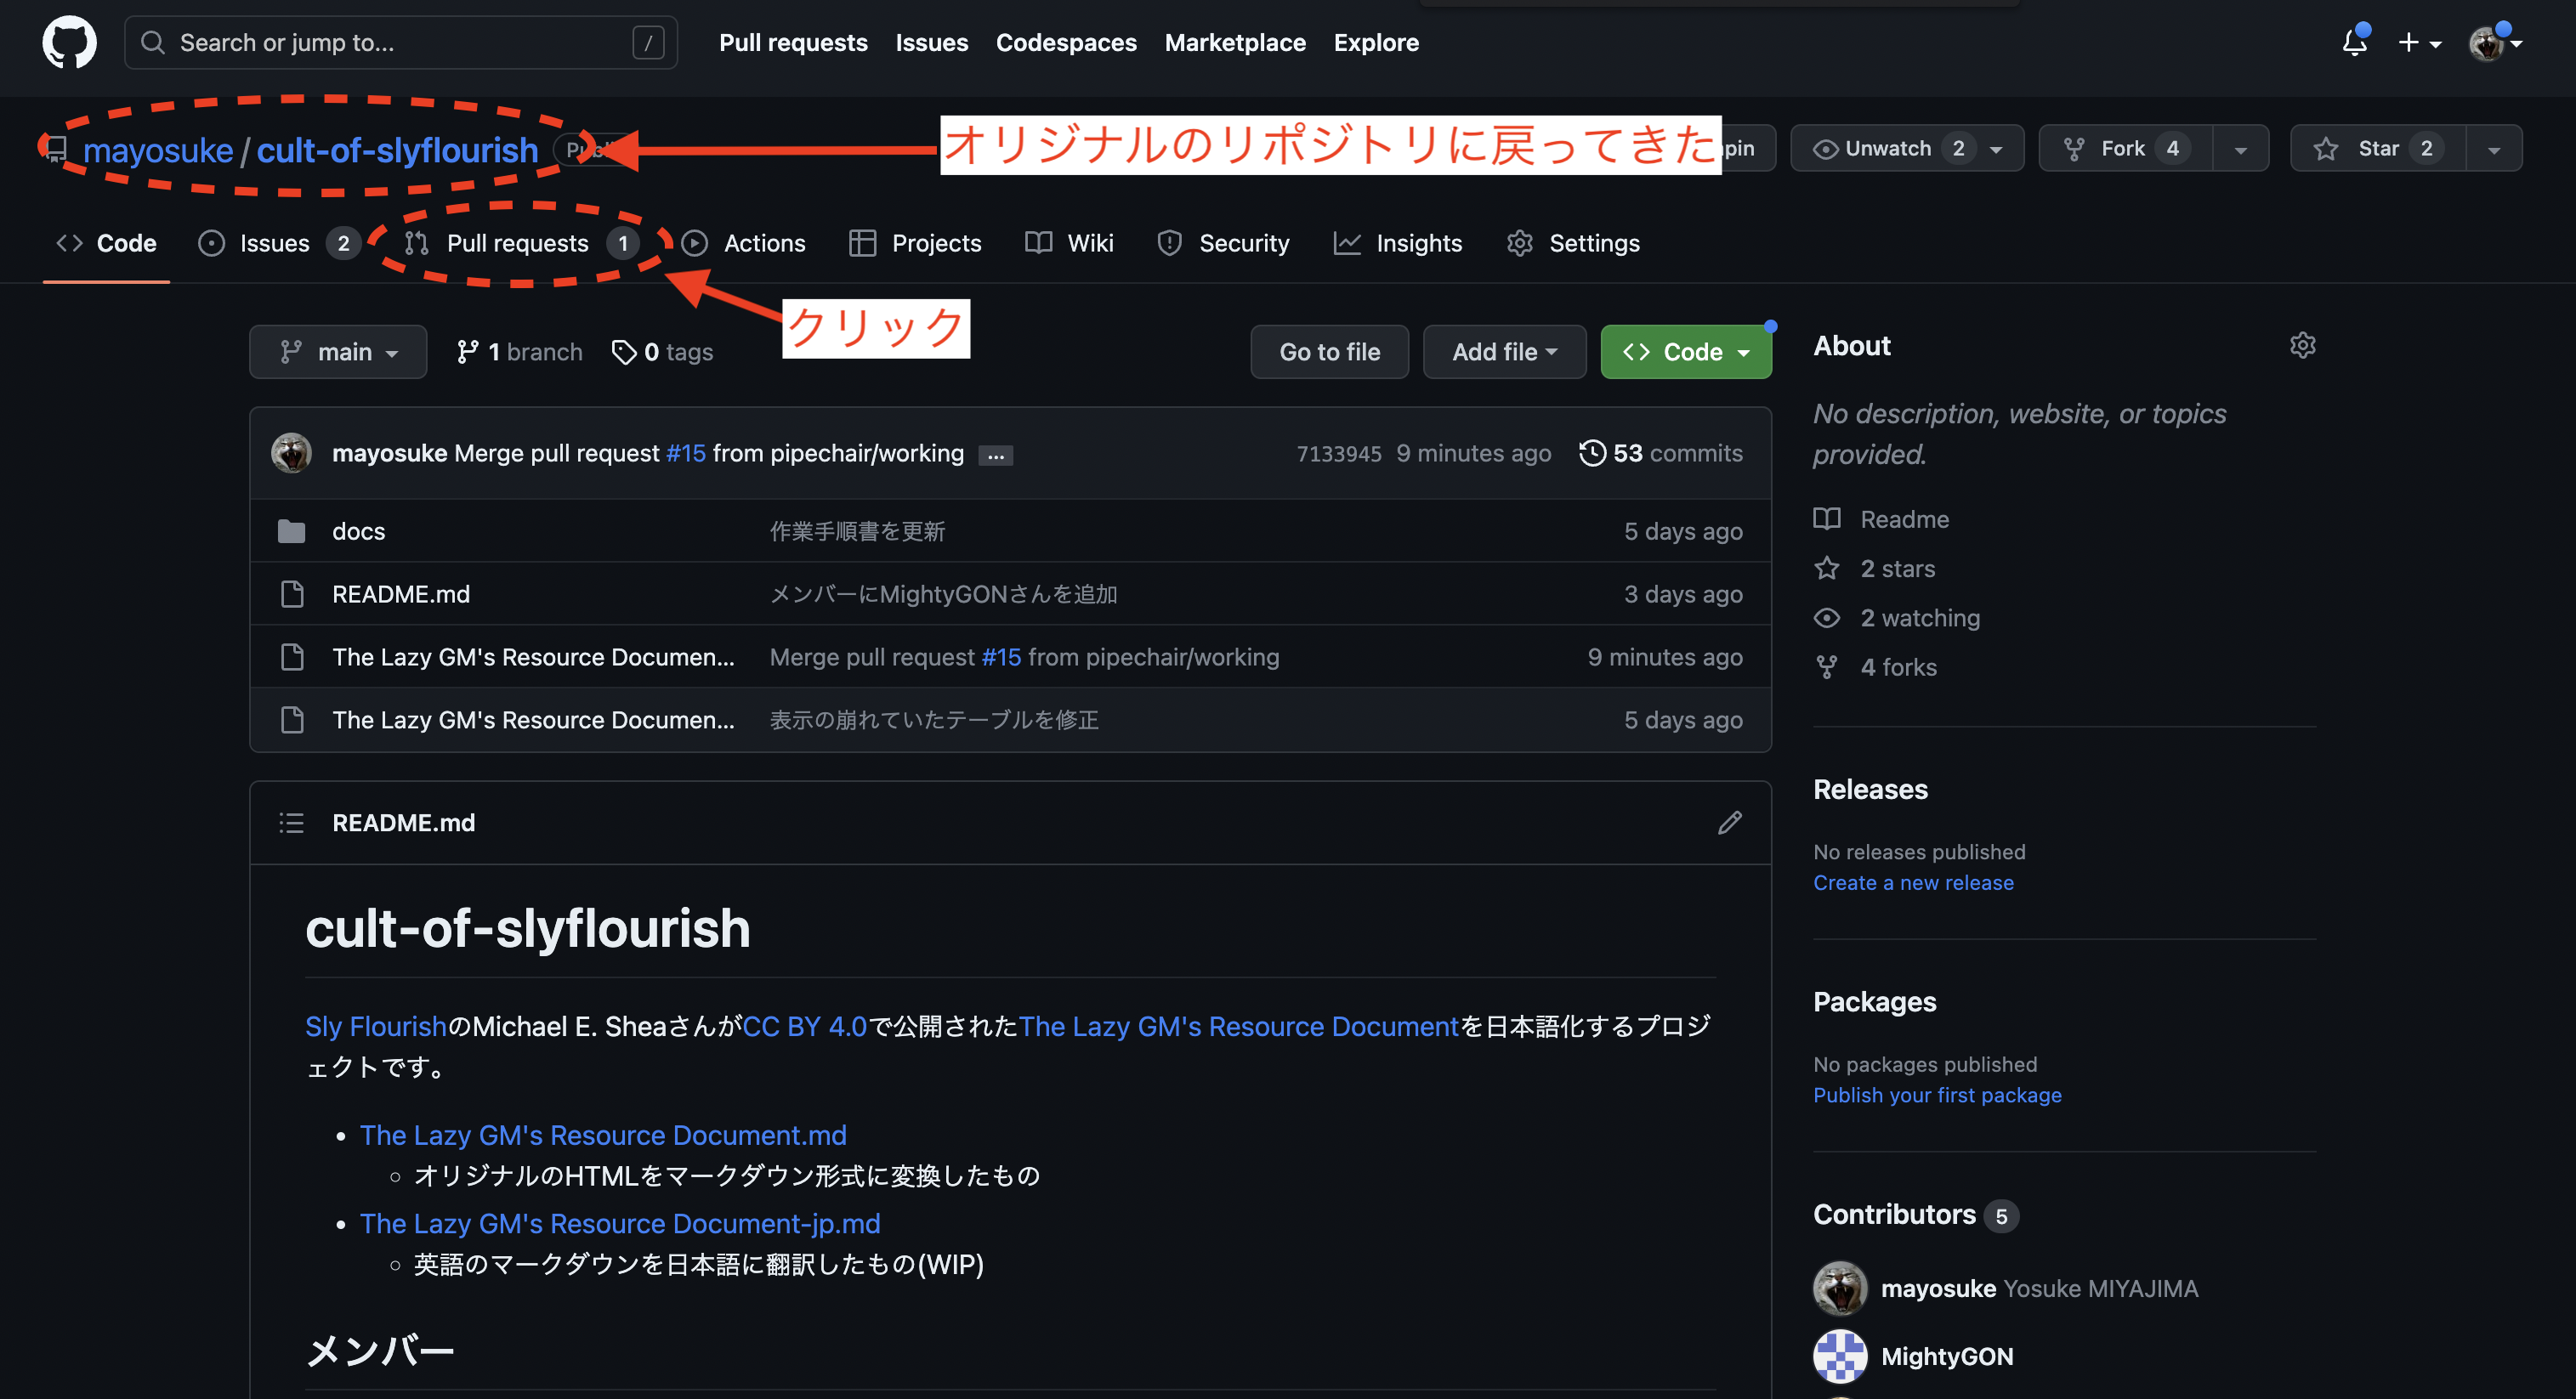 Search or jump to... /
Pull requests Issues Codespaces Marketplace Explore
mayosuke / cult-of-slyflourish
オリジナルのリポジトリに戻ってきた
Unwatch 2
Fork 4
Star 2
Code
Issues 2
Pull requests 1
Actions
Projects
Wiki
Security
Insights
Settings
クリック
main
1 branch
0 tags
Go to file
Add file
Code
mayosuke Merge pull request #15 from pipechair/working ...
7133945 9 minutes ago
53 commits
docs 作業手順書を更新 5 days ago
README.md メンバーにMightyGONさんを追加 3 days ago
The Lazy GM's Resource Documen... Merge pull request #15 from pipechair/working 9 minutes ago
The Lazy GM's Resource Documen... 表示の崩れていたテーブルを修正 5 days ago
README.md
cult-of-slyflourish
Sly FlourishのMichael E. SheaさんがCC BY 4.0で公開されたThe Lazy GM's Resource Documentを日本語化するプロジ
ェクトです。
The Lazy GM's Resource Document.md
オリジナルのHTMLをマークダウン形式に変換したもの
The Lazy GM's Resource Document-jp.md
英語のマークダウンを日本語に翻訳したもの(WIP)
メンバー
About
No description, website, or topics
provided.
Readme
2 stars
2 watching
4 forks
Releases
No releases published
Create a new release
Packages
No packages published
Publish your first package
Contributors 5
mayosuke Yosuke MIYAJIMA
MightyGON